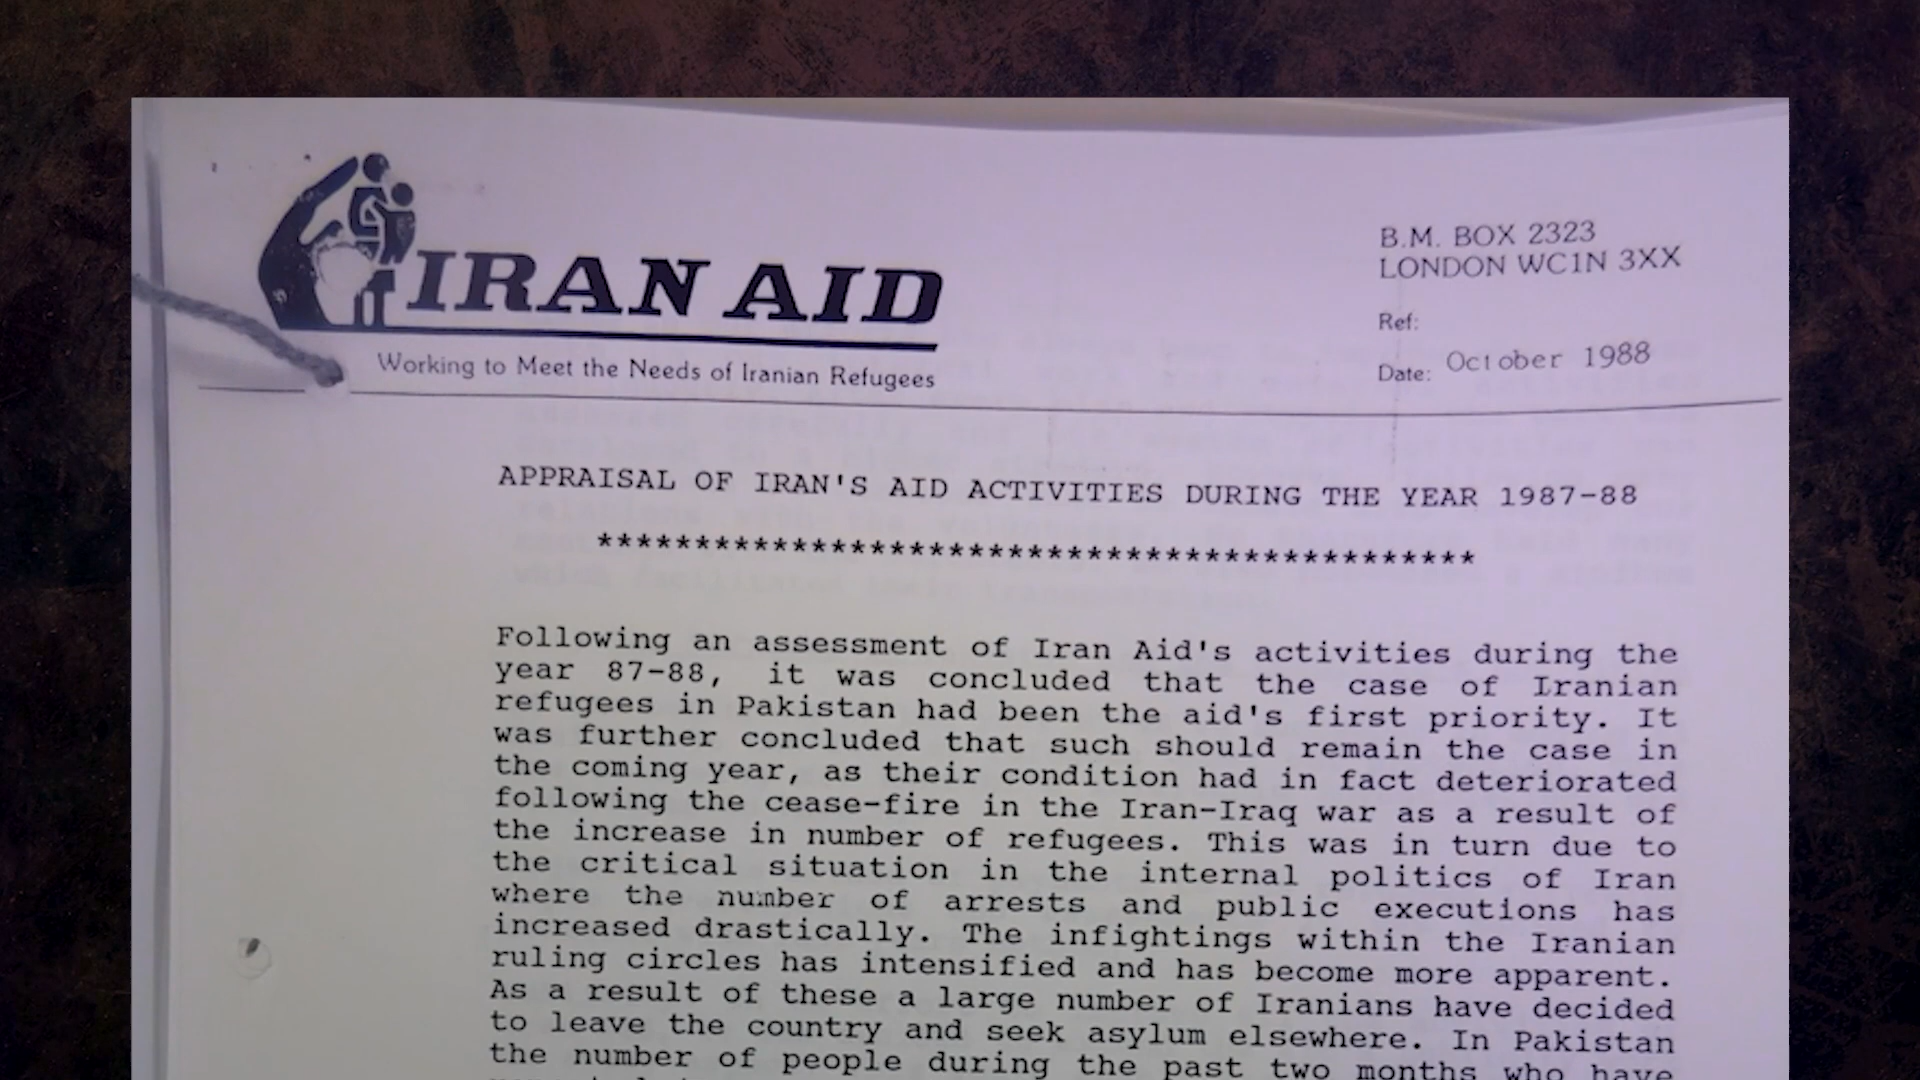 IRAN AID
Working to Meet the Needs of Iranian Refugees
B.M. BOX 2323
LONDON WC1N 3XX
Ref:
Date: October 1988
APPRAISAL OF IRAN'S AID ACTIVITIES DURING THE YEAR 1987-88
*********************************************
Following an assessment of Iran Aid's activities during the
year 87-88, it was concluded that the case of Iranian
refugees in Pakistan had been the aid's first priority. It
was further concluded that such should remain the case in
the coming year, as their condition had in fact deteriorated
following the cease-fire in the Iran-Iraq war as a result of
the increase in number of refugees. This was in turn due to
the critical situation in the internal politics of Iran
where the number of arrests and public executions has
increased drastically. The infightings within the Iranian
ruling circles has intensified and has become more apparent.
As a result of these a large number of Iranians have decided
to leave the country and seek asylum elsewhere. In Pakistan
the number of people during the past two months who have